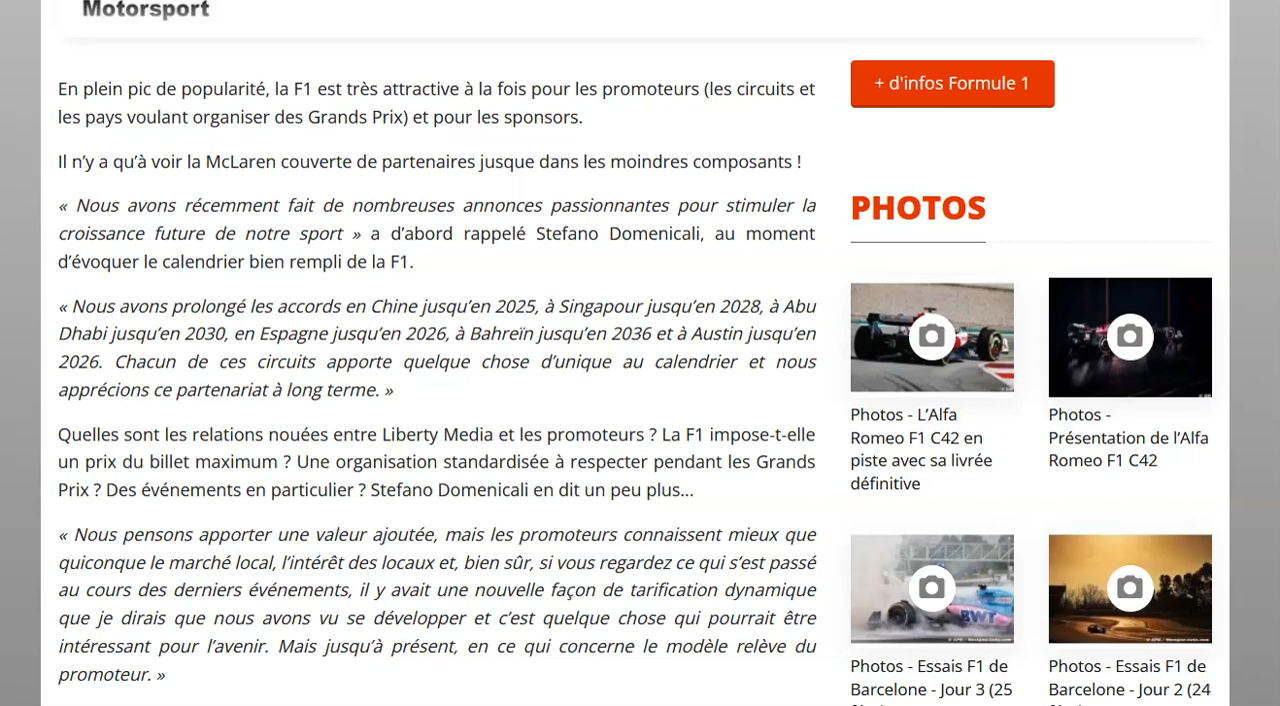 Motorsport
En plein pic de popularité, la F1 est très attractive à la fois pour les promoteurs (les circuits et
les pays voulant organiser des Grands Prix) et pour les sponsors.
Il n’y a qu’à voir la McLaren couverte de partenaires jusque dans les moindres composants !
« Nous avons récemment fait de nombreuses annonces passionnantes pour stimuler la
croissance future de notre sport » a d’abord rappelé Stefano Domenicali, au moment
d’évoquer le calendrier bien rempli de la F1.
« Nous avons prolongé les accords en Chine jusqu’en 2025, à Singapour jusqu’en 2028, à Abu
Dhabi jusqu’en 2030, en Espagne jusqu’en 2026, à Bahreïn jusqu’en 2036 et à Austin jusqu’en
2026. Chacun de ces circuits apporte quelque chose d’unique au calendrier et nous
apprécions ce partenariat à long terme. »
Quelles sont les relations nouées entre Liberty Media et les promoteurs ? La F1 impose-t-elle
un prix du billet maximum ? Une organisation standardisée à respecter pendant les Grands
Prix ? Des événements en particulier ? Stefano Domenicali en dit un peu plus...
« Nous pensons apporter une valeur ajoutée, mais les promoteurs connaissent mieux que
quiconque le marché local, l’intérêt des locaux et, bien sûr, si vous regardez ce qui s’est passé
au cours des derniers événements, il y avait une nouvelle façon de tarification dynamique
que je dirais que nous avons vu se développer et c’est quelque chose qui pourrait être
intéressant pour l’avenir. Mais jusqu’à présent, en ce qui concerne le modèle relève du
promoteur. »
+ d'infos Formule 1
PHOTOS
Photos - L’Alfa
Romeo F1 C42 en
piste avec sa livrée
définitive
Photos -
Présentation de l’Alfa
Romeo F1 C42
BWT
Photos - Essais F1 de
Barcelone - Jour 3 (25
Photos - Essais F1 de
Barcelone - Jour 2 (24